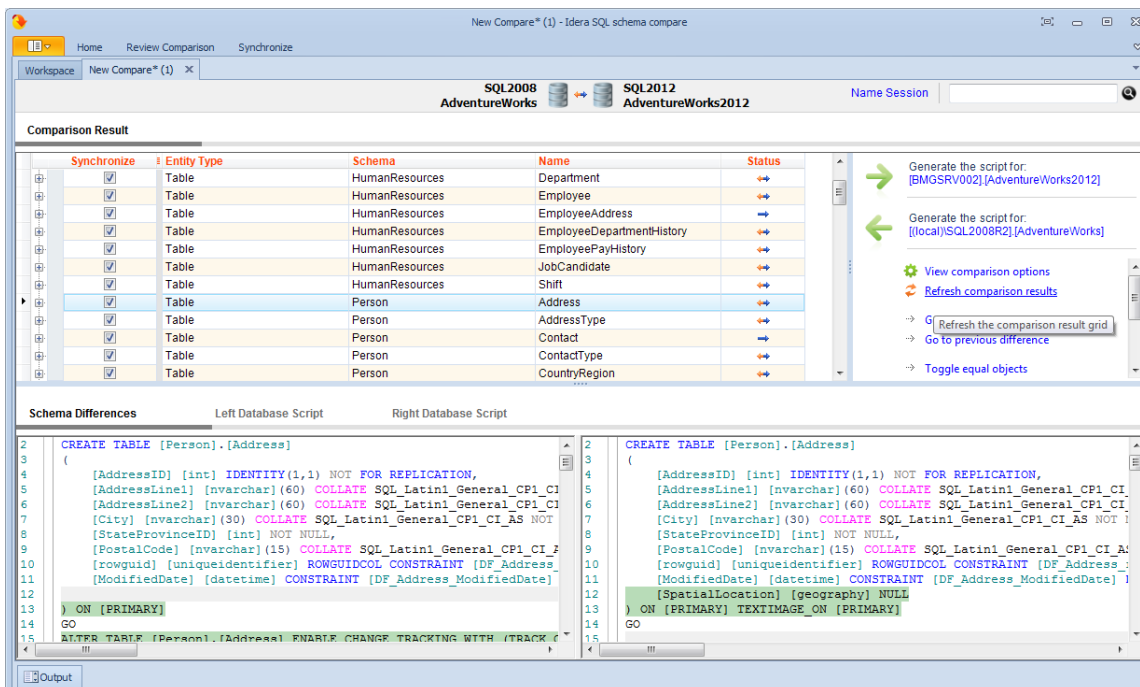 New Compare* (1) - Idera SQL schema compare
Home Review Comparison Synchronize
Workspace New Compare* (1)
SQL2008 SQL2012
AdventureWorks AdventureWorks2012
Name Session
Comparison Result
Synchronize Entity Type Schema Name Status
Table HumanResources Department
Table HumanResources Employee
Table HumanResources EmployeeAddress
Table HumanResources EmployeeDepartmentHistory
Table HumanResources EmployeePayHistory
Table HumanResources JobCandidate
Table HumanResources Shift
Table Person Address
Table Person AddressType
Table Person Contact
Table Person ContactType
Table Person CountryRegion
Generate the script for:
[BMGSRV002].[AdventureWorks2012]
Generate the script for:
[(local)\SQL2008R2].[AdventureWorks]
View comparison options
Refresh comparison results
G
Refresh the comparison result grid
Go to previous difference
Toggle equal objects
Schema Differences Left Database Script Right Database Script
2 CREATE TABLE [Person].[Address]
3 (
4 [AddressID] [int] IDENTITY(1,1) NOT FOR REPLICATION,
5 [AddressLine1] [nvarchar](60) COLLATE SQL_Latin1_General_CP1_CI
6 [AddressLine2] [nvarchar](60) COLLATE SQL_Latin1_General_CP1_CI
7 [City] [nvarchar](30) COLLATE SQL_Latin1_General_CP1_CI_AS NOT
8 [StateProvinceID] [int] NOT NULL,
9 [PostalCode] [nvarchar](15) COLLATE SQL_Latin1_General_CP1_CI_A
10 [rowguid] [uniqueidentifier] ROWGUIDCOL CONSTRAINT [DF_Address_
11 [ModifiedDate] [datetime] CONSTRAINT [DF_Address_ModifiedDate]
12
13 ) ON [PRIMARY]
14 GO
15 ALTER TABLE [Person].[Address] ENABLE CHANGE TRACKING WITH (TRACK_C
2 CREATE TABLE [Person].[Address]
3 (
4 [AddressID] [int] IDENTITY(1,1) NOT FOR REPLICATION,
5 [AddressLine1] [nvarchar](60) COLLATE SQL_Latin1_General_CP1_CI_
6 [AddressLine2] [nvarchar](60) COLLATE SQL_Latin1_General_CP1_CI_
7 [City] [nvarchar](30) COLLATE SQL_Latin1_General_CP1_CI_AS NOT
8 [StateProvinceID] [int] NOT NULL,
9 [PostalCode] [nvarchar](15) COLLATE SQL_Latin1_General_CP1_CI_A
10 [rowguid] [uniqueidentifier] ROWGUIDCOL CONSTRAINT [DF_Address_
11 [ModifiedDate] [datetime] CONSTRAINT [DF_Address_ModifiedDate]
12 [SpatialLocation] [geography] NULL
13 ) ON [PRIMARY] TEXTIMAGE_ON [PRIMARY]
14 GO
15
Output